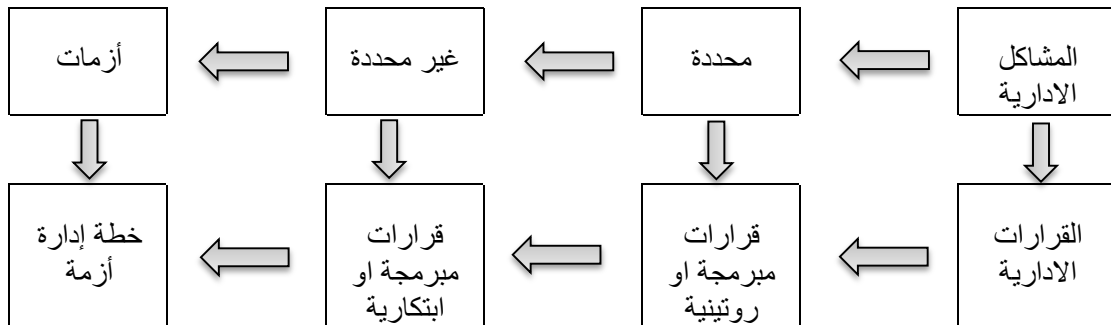 المشاكل
الادارية
محددة
غير محددة
أزمات
القرارات
الادارية
قرارات
مبرمجة او
روتينية
قرارات
مبرمجة او
ابتكارية
خطة إدارة
أزمة